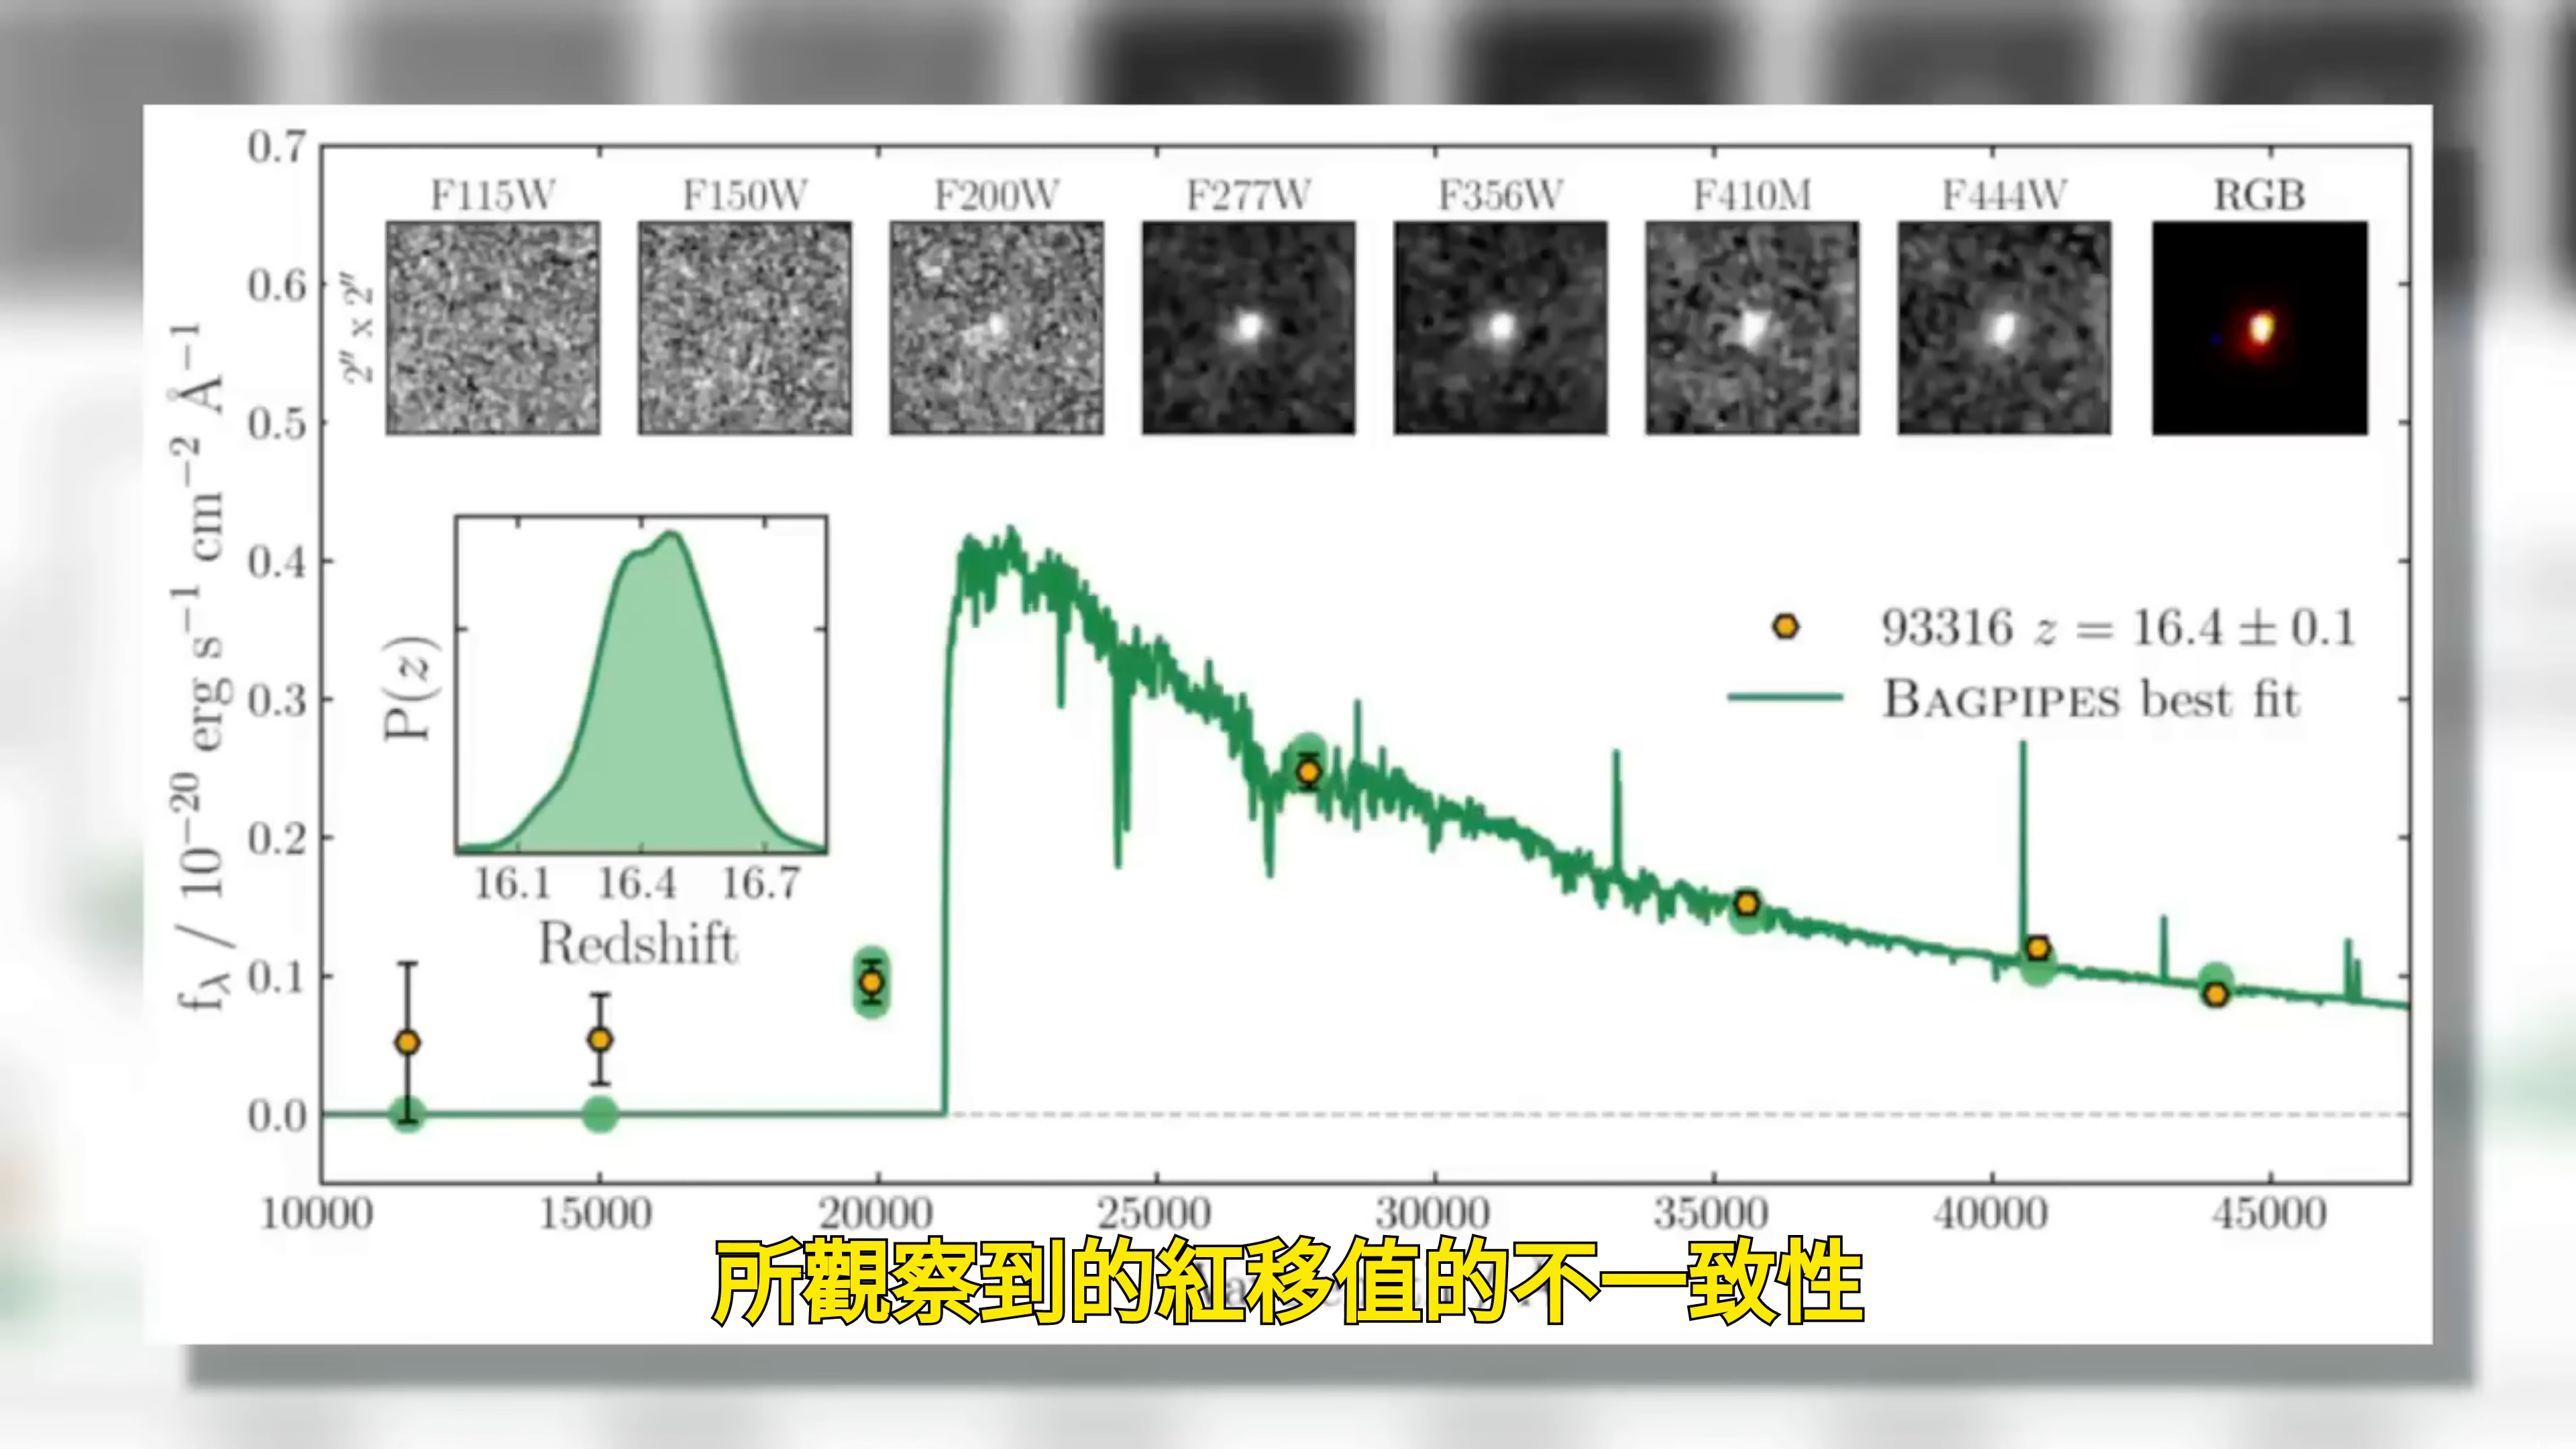 0.7
0.6
0.5
0.4
0.3
0.2
0.1
0.0
fλ / 10−20 erg s−1 cm−2 Å−1
F115W F150W F200W F277W F356W F410M F444W RGB
2″ x 2″
P(z)
16.1 16.4 16.7
Redshift
93316 z = 16.4 ± 0.1
BAGPIPES best fit
10000 15000 20000 25000 30000 35000 40000 45000
所觀察到的紅移值的不一致性